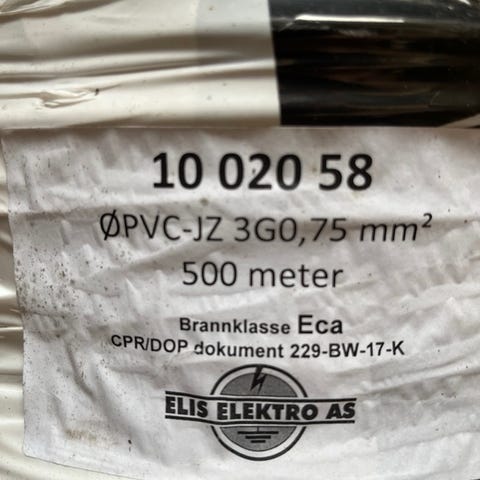 10 020 58
ØPVC-JZ 3G0,75 mm²
500 meter
Brannklasse Eca
CPR/DOP dokument 229-BW-17-K
ELIS ELEKTRO AS